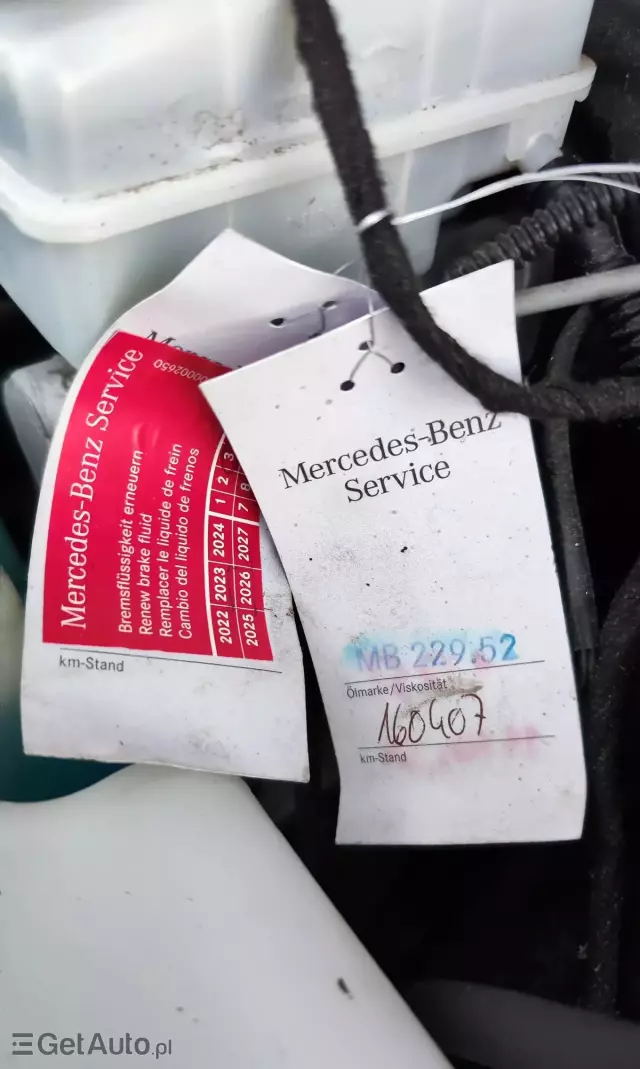 Mercedes-Benz Service
00002650
Bremsflüssigkeit erneuern
Renew brake fluid
Remplacer le liquide de frein
Cambio del liquido de frenos
1 2 3
7 8
2022 2023 2024
2025 2026 2027
km-Stand
Mercedes-Benz
Service
MB 229.52
Ölmarke/Viskosität
160407
km-Stand
GetAuto.pl